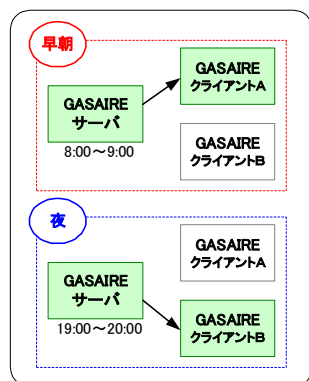 早朝
GASAIRE
クライアントA
GASAIRE
サーバ
8:00～9:00
GASAIRE
クライアントB
夜
GASAIRE
クライアントA
GASAIRE
サーバ
19:00～20:00
GASAIRE
クライアントB